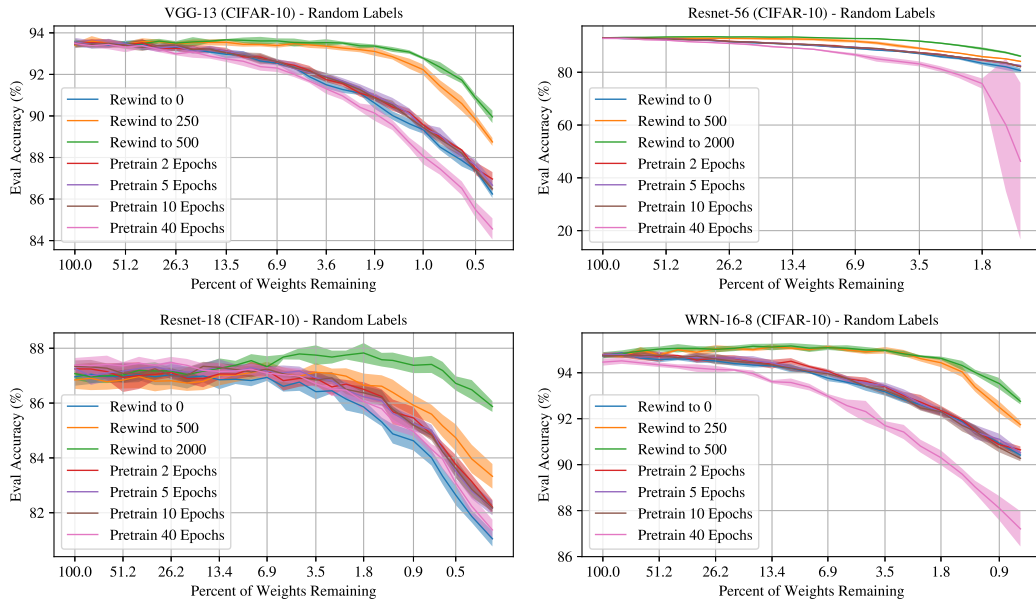 VGG-13 (CIFAR-10) - Random Labels
Eval Accuracy (%)
94
92
90
88
86
84
Rewind to 0
Rewind to 250
Rewind to 500
Pretrain 2 Epochs
Pretrain 5 Epochs
Pretrain 10 Epochs
Pretrain 40 Epochs
100.0 51.2 26.3 13.5 6.9 3.6 1.9 1.0 0.5
Percent of Weights Remaining
Resnet-56 (CIFAR-10) - Random Labels
Eval Accuracy (%)
80
60
40
20
Rewind to 0
Rewind to 500
Rewind to 2000
Pretrain 2 Epochs
Pretrain 5 Epochs
Pretrain 10 Epochs
Pretrain 40 Epochs
100.0 51.2 26.2 13.4 6.9 3.5 1.8
Percent of Weights Remaining
Resnet-18 (CIFAR-10) - Random Labels
Eval Accuracy (%)
88
86
84
82
Rewind to 0
Rewind to 500
Rewind to 2000
Pretrain 2 Epochs
Pretrain 5 Epochs
Pretrain 10 Epochs
Pretrain 40 Epochs
100.0 51.2 26.2 13.5 6.9 3.5 1.8 0.9 0.5
Percent of Weights Remaining
WRN-16-8 (CIFAR-10) - Random Labels
Eval Accuracy (%)
94
92
90
88
86
Rewind to 0
Rewind to 250
Rewind to 500
Pretrain 2 Epochs
Pretrain 5 Epochs
Pretrain 10 Epochs
Pretrain 40 Epochs
100.0 51.2 26.2 13.4 6.9 3.5 1.8 0.9
Percent of Weights Remaining